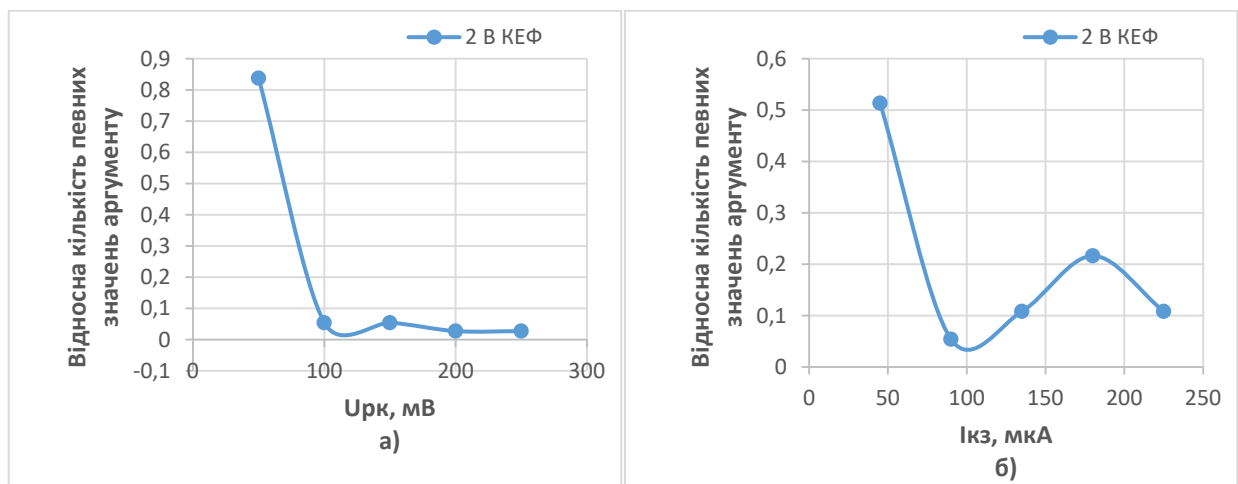 2 В КЕФ
Відносна кількість певних
значень аргументу
0,9
0,8
0,7
0,6
0,5
0,4
0,3
0,2
0,1
0
-0,1
0 100 200 300
Uрк, мВ
а)
2 В КЕФ
Відносна кількість певних
значень аргументу
0,6
0,5
0,4
0,3
0,2
0,1
0
0 50 100 150 200 250
Ікз, мкА
б)